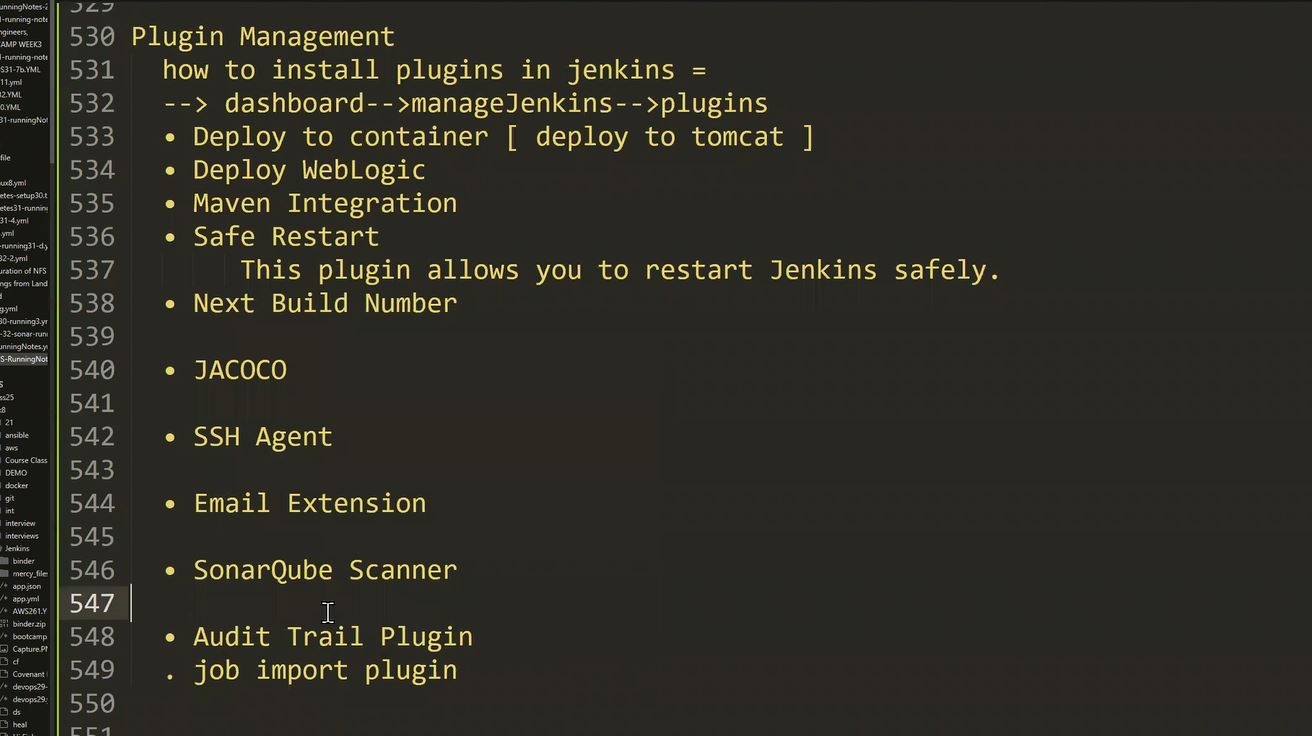 unningNotes-2
-running-note
ngineers,
CAMP WEEK3
-running-note
S31-7b.YML
11.yml
32.YML
0.YML
31-runningNot
file
ux8.yml
etes-setup30.t
etes31-running
31-4.yml
.yml
-running31-d.y
32-2.yml
uration of NFS
ngs from Land
d
g.yml
30-running3.yr
-32-sonar-runr
unningNotes.y
S-RunningNot
S
ss25
x8
21
ansible
aws
Course Class
DEMO
docker
git
int
interview
interviews
Jenkins
binder
mercy_files
app.json
app.yml
AWS261.Y
binder.zip
bootcamp
Capture.PN
cf
Covenant
devops29-
devops29.
ds
heal
529
530 Plugin Management
531 how to install plugins in jenkins =
532 --> dashboard-->manageJenkins-->plugins
533 • Deploy to container [ deploy to tomcat ]
534 • Deploy WebLogic
535 • Maven Integration
536 • Safe Restart
537 This plugin allows you to restart Jenkins safely.
538 • Next Build Number
539
540 • JACOCO
541
542 • SSH Agent
543
544 • Email Extension
545
546 • SonarQube Scanner
547
548 • Audit Trail Plugin
549 . job import plugin
550
551